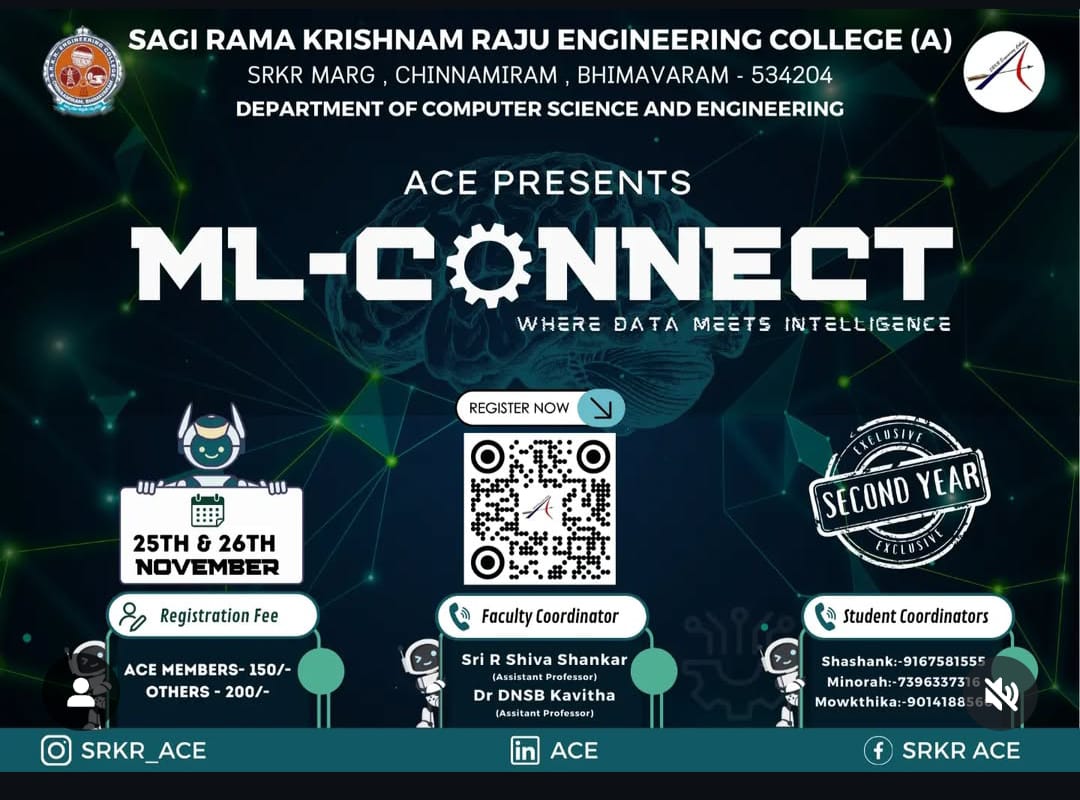 SAGI RAMA KRISHNAM RAJU ENGINEERING COLLEGE (A)
SRKR MARG , CHINNAMIRAM , BHIMAVARAM - 534204
DEPARTMENT OF COMPUTER SCIENCE AND ENGINEERING
ACE PRESENTS
ML-CONNECT
WHERE DATA MEETS INTELLIGENCE
REGISTER NOW
25TH & 26TH
NOVEMBER
EXCLUSIVE
SECOND YEAR
EXCLUSIVE
Registration Fee
ACE MEMBERS- 150/-
OTHERS - 200/-
Faculty Coordinator
Sri R Shiva Shankar
(Assistant Professor)
Dr DNSB Kavitha
(Assitant Professor)
Student Coordinators
Shashank:-9167581555
Minorah:-7396337316
Mowkthika:-
SRKR_ACE
ACE
SRKR ACE